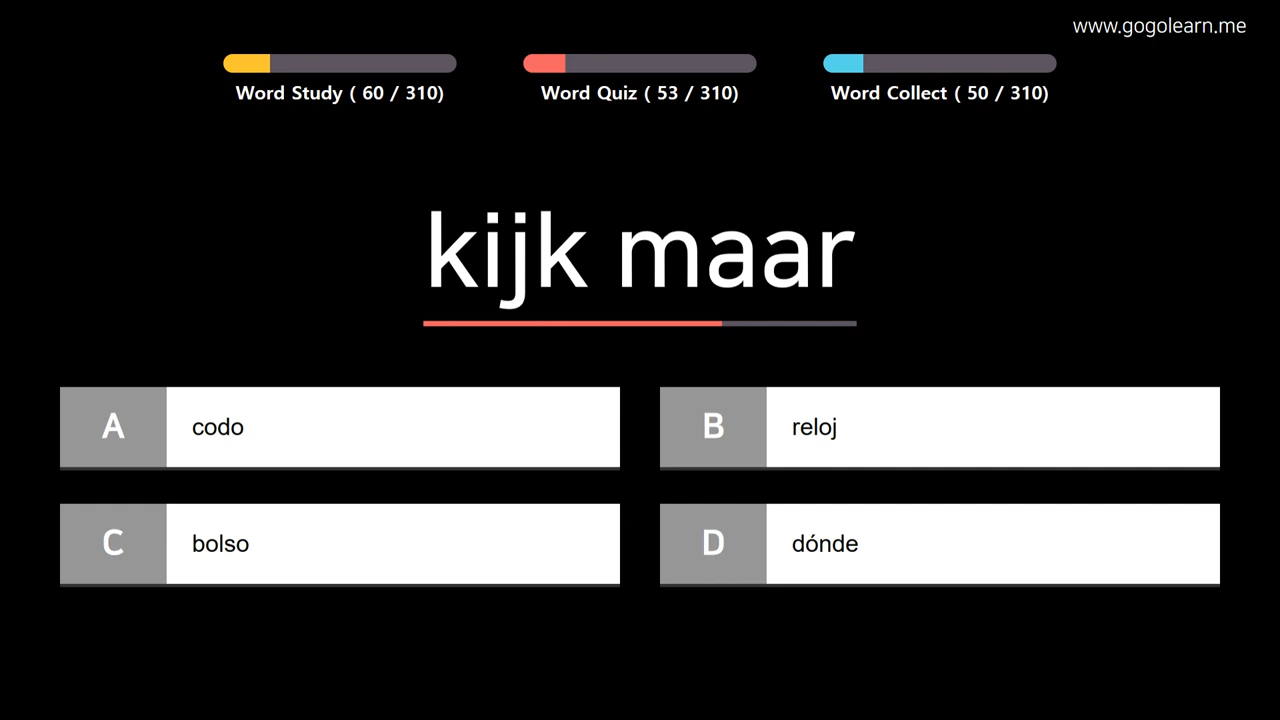 www.gogolearn.me
Word Study ( 60 / 310)
Word Quiz ( 53 / 310)
Word Collect ( 50 / 310)
kijk maar
A codo
B reloj
C bolso
D dónde